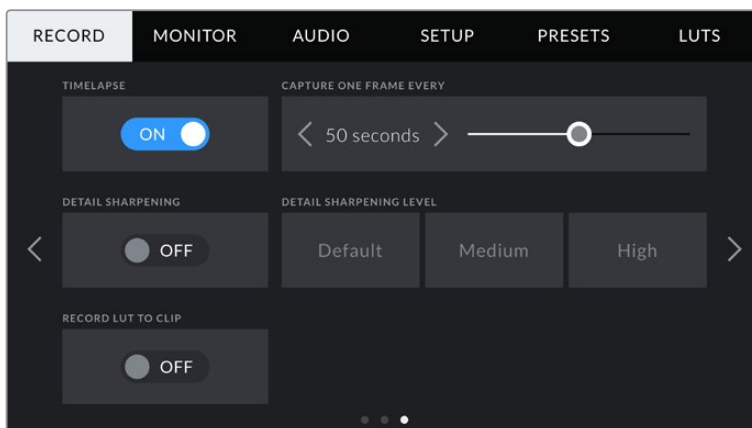 RECORD MONITOR AUDIO SETUP PRESETS LUTS
TIMELAPSE CAPTURE ONE FRAME EVERY
ON 50 seconds
DETAIL SHARPENING DETAIL SHARPENING LEVEL
OFF Default Medium High
RECORD LUT TO CLIP
OFF